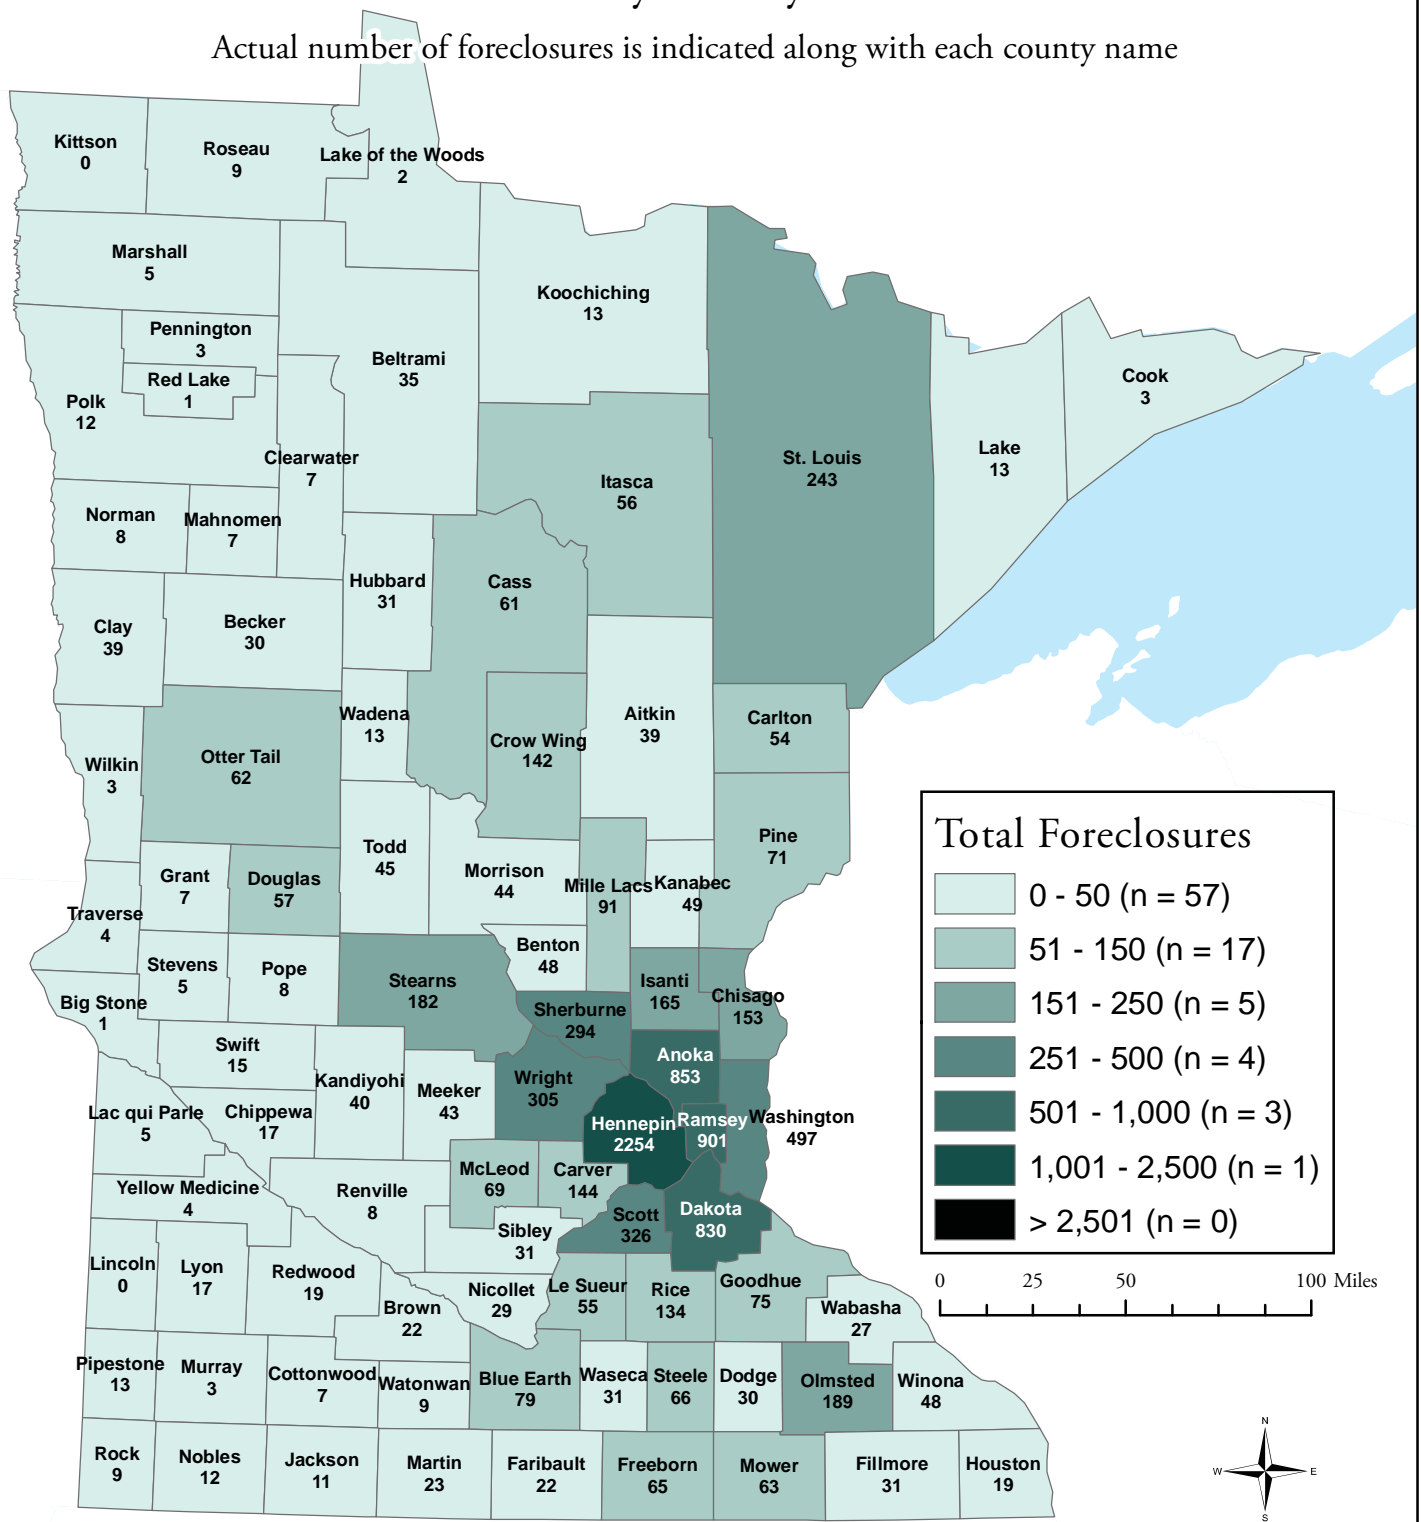 Actual number of foreclosures is indicated along with each county name
Kittson
0
Roseau
9
Lake of the Woods
2
Marshall
5
Koochiching
13
Pennington
3
Red Lake
1
Polk
12
Beltrami
35
Cook
3
Clearwater
7
St. Louis
243
Lake
13
Itasca
56
Norman
8
Mahnomen
7
Hubbard
31
Cass
61
Clay
39
Becker
30
Wadena
13
Aitkin
39
Carlton
54
Crow Wing
142
Otter Tail
62
Wilkin
3
Pine
71
Todd
45
Morrison
44
Mille Lacs
91
Kanabec
49
Grant
7
Douglas
57
Traverse
4
Benton
48
Stevens
5
Pope
8
Stearns
182
Isanti
165
Chisago
153
Big Stone
1
Sherburne
294
Swift
15
Anoka
853
Kandiyohi
40
Meeker
43
Wright
305
Lac qui Parle
5
Chippewa
17
Hennepin
2254
Ramsey
901
Washington
497
McLeod
69
Carver
144
Yellow Medicine
4
Renville
8
Scott
326
Dakota
830
Sibley
31
Lincoln
0
Lyon
17
Redwood
19
Nicollet
29
Le Sueur
55
Rice
134
Goodhue
75
Brown
22
Wabasha
27
Pipestone
13
Murray
3
Cottonwood
7
Watonwan
9
Blue Earth
79
Waseca
31
Steele
66
Dodge
30
Olmsted
189
Winona
48
Rock
9
Nobles
12
Jackson
11
Martin
23
Faribault
22
Freeborn
65
Mower
63
Fillmore
31
Houston
19
Total Foreclosures
0 - 50 (n = 57)
51 - 150 (n = 17)
151 - 250 (n = 5)
251 - 500 (n = 4)
501 - 1,000 (n = 3)
1,001 - 2,500 (n = 1)
> 2,501 (n = 0)
0 25 50 100 Miles
N
W E
S